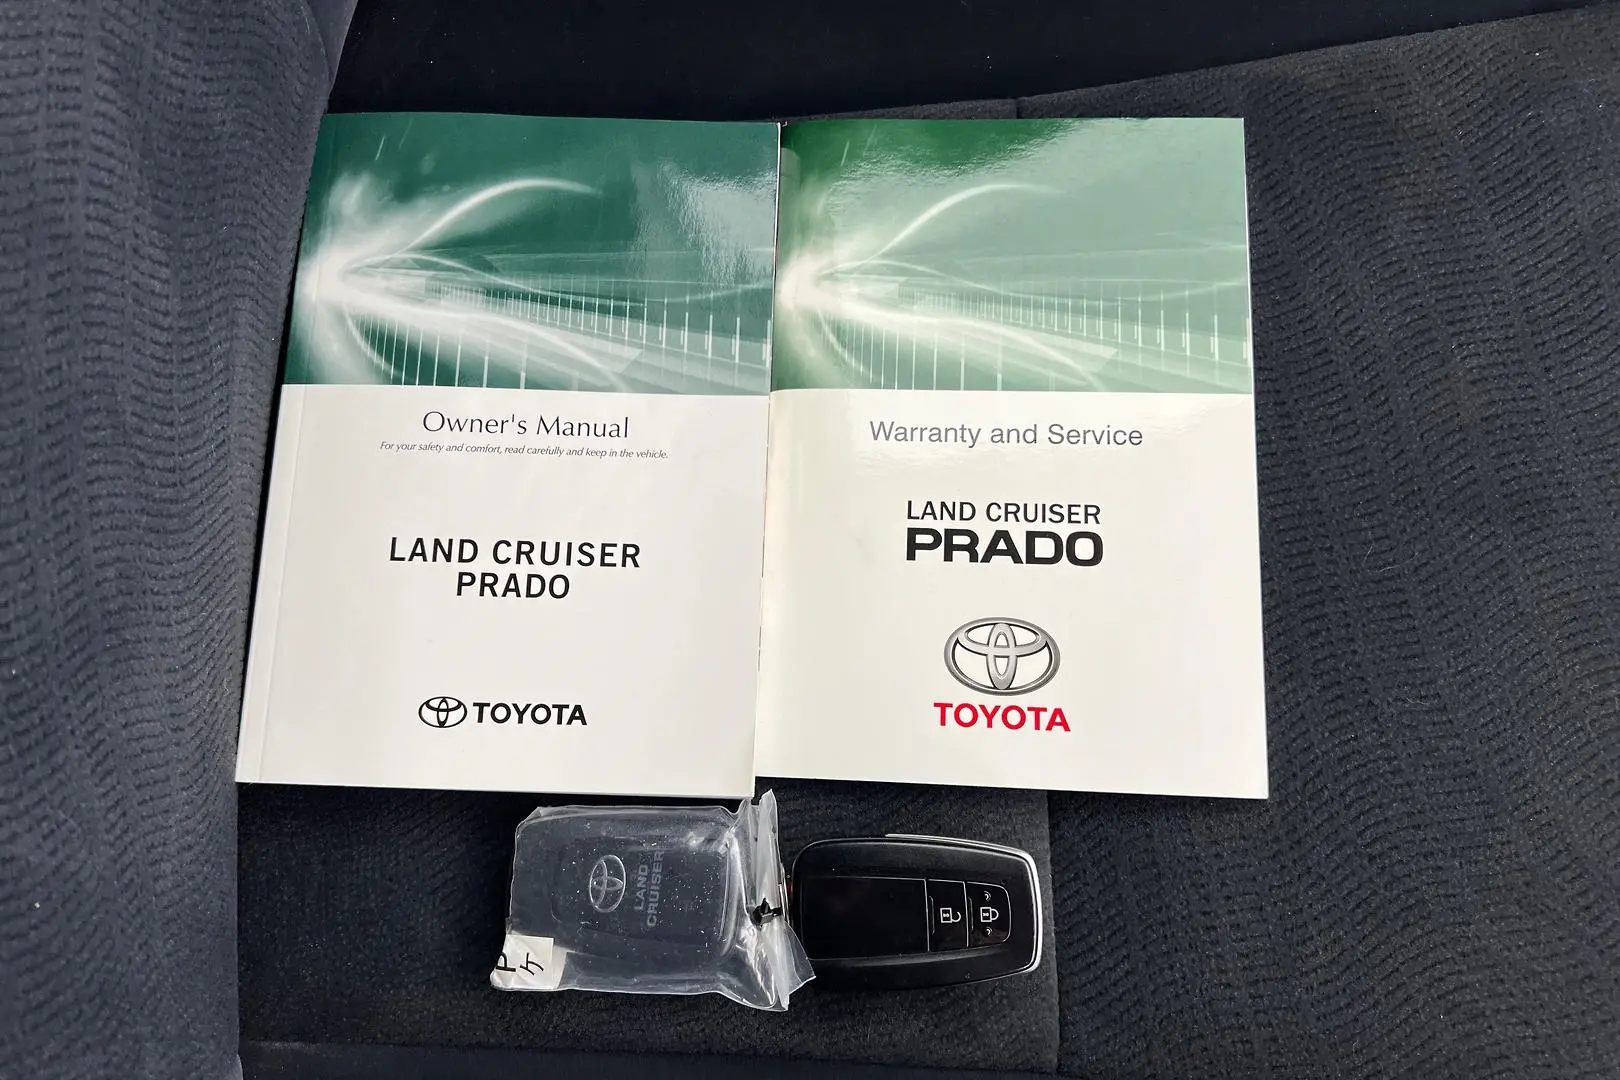 Owner's Manual
For your safety and comfort, read carefully and keep in the vehicle.
LAND CRUISER
PRADO
TOYOTA
Warranty and Service
LAND CRUISER
PRADO
TOYOTA
LAND
CRUISER
P
ケ